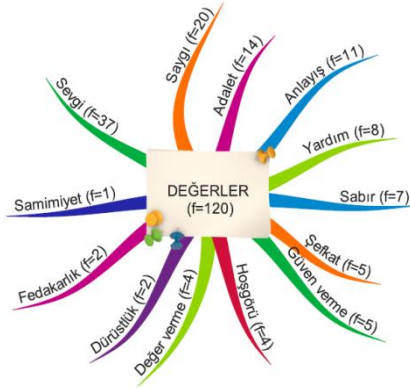 DEĞERLER
(f=120)
Sevgi (f=37)
Saygı (f=20)
Adalet (f=14)
Anlayış (f=11)
Yardım (f=8)
Sabır (f=7)
Şefkat (f=5)
Güven verme (f=5)
Hoşgörü (f=4)
Değer verme (f=4)
Dürüstlük (f=2)
Fedakarlık (f=2)
Samimiyet (f=1)